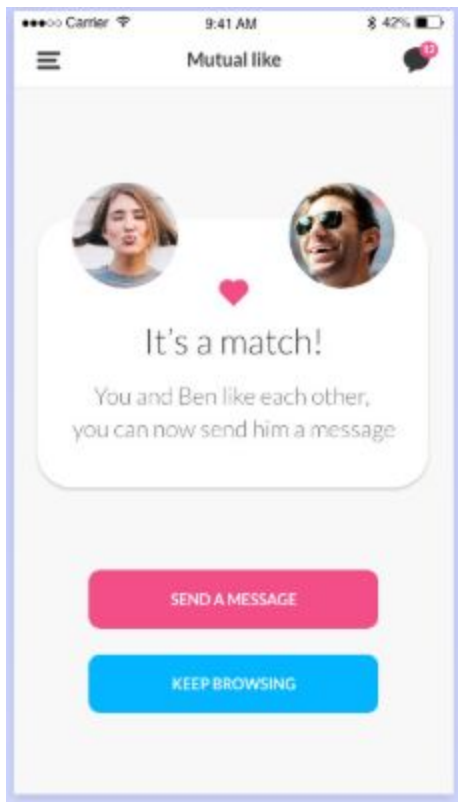 Carrier 9:41 AM 42%
Mutual like
It's a match!
You and Ben like each other,
you can now send him a message
SEND A MESSAGE
KEEP BROWSING